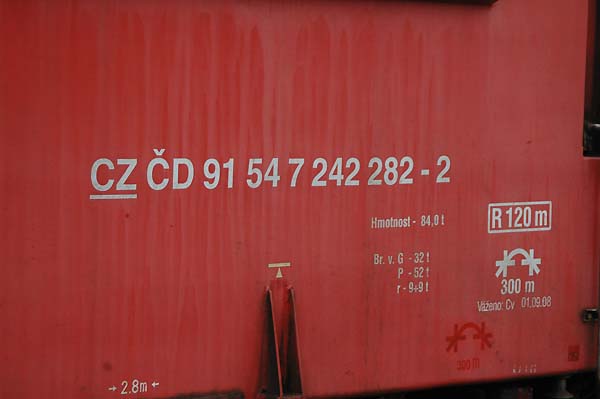 CZ ČD 91 54 7 242 282 - 2
Hmotnost - 84,0 t
R 120 m
Br. v. G - 32 t
P - 52 t
r - 9+9 t
300 m
Váženo: Cv 01.09.08
300 m
→ 2.8m ←